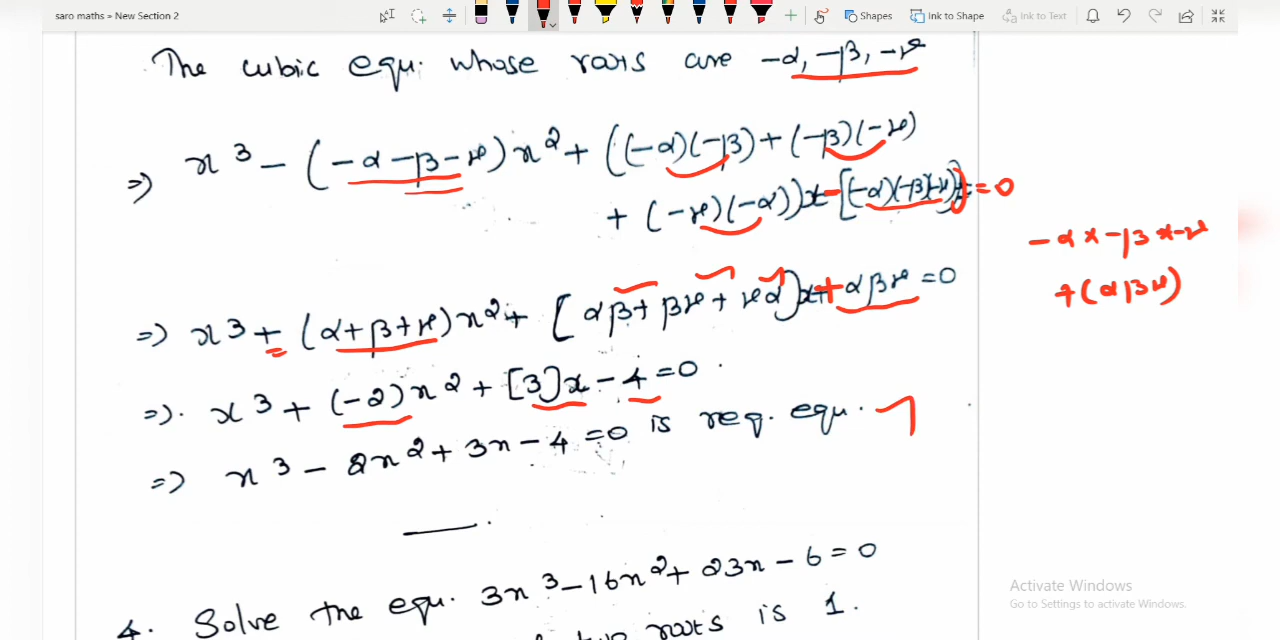 saro maths > New Section 2
Shapes
Ink to Shape
Ink to Text
The cubic equ. whose roots are -α, -β, -γ
⇒ x³ - (-α -β -γ)x² + ((-α)(-β) + (-β)(-γ)
+ (-γ)(-α))x - [(-α)(-β)(-γ)] = 0
-α × -β × -γ
+(αβγ)
⇒ x³ + (α+β+γ)x² + [αβ + βγ + γα]x + αβγ = 0
⇒. x³ + (-2)x² + [3]x - 4 = 0.
⇒ x³ - 2x² + 3x - 4 = 0 is req. equ.
4. Solve the equ. 3x³ - 16x² + 23x - 6 = 0
roots is 1.
Activate Windows
Go to Settings to activate Windows.